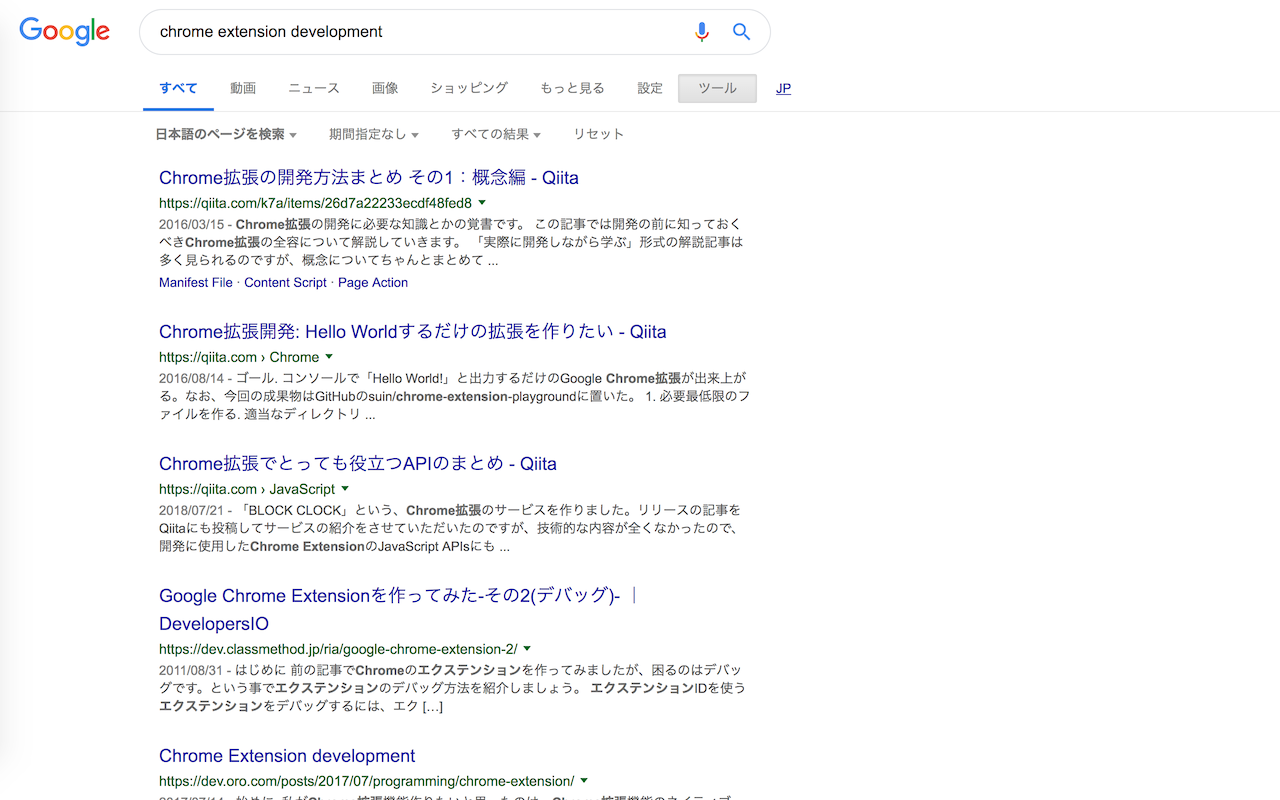 Google
chrome extension development
すべて 動画 ニュース 画像 ショッピング もっと見る 設定 ツール JP
日本語のページを検索 期間指定なし すべての結果 リセット
Chrome拡張の開発方法まとめ その1：概念編 - Qiita
https://qiita.com/k7a/items/26d7a22233ecdf48fed8
2016/03/15 - Chrome拡張の開発に必要な知識とかの覚書です。 この記事では開発の前に知っておく
べきChrome拡張の全容について解説していきます。 「実際に開発しながら学ぶ」形式の解説記事は
多く見られるのですが、概念についてちゃんとまとめて ...
Manifest File · Content Script · Page Action
Chrome拡張開発: Hello Worldするだけの拡張を作りたい - Qiita
https://qiita.com › Chrome
2016/08/14 - ゴール. コンソールで「Hello World!」と出力するだけのGoogle Chrome拡張が出来上が
る。なお、今回の成果物はGitHubのsuin/chrome-extension-playgroundに置いた。 1. 必要最低限のフ
ァイルを作る. 適当なディレクトリ ...
Chrome拡張でとっても役立つAPIのまとめ - Qiita
https://qiita.com › JavaScript
2018/07/21 - 「BLOCK CLOCK」という、Chrome拡張のサービスを作りました。リリースの記事を
Qiitaにも投稿してサービスの紹介をさせていただいたのですが、技術的な内容が全くなかったので、
開発に使用したChrome ExtensionのJavaScript APIsにも ...
Google Chrome Extensionを作ってみた-その2(デバッグ)- ｜
DevelopersIO
https://dev.classmethod.jp/ria/google-chrome-extension-2/
2011/08/31 - はじめに 前の記事でChromeのエクステンションを作ってみましたが、困るのはデバッ
グです。という事でエクステンションのデバッグ方法を紹介しましょう。 エクステンションIDを使う
エクステンションをデバッグするには、エク [...]
Chrome Extension development
https://dev.oro.com/posts/2017/07/programming/chrome-extension/